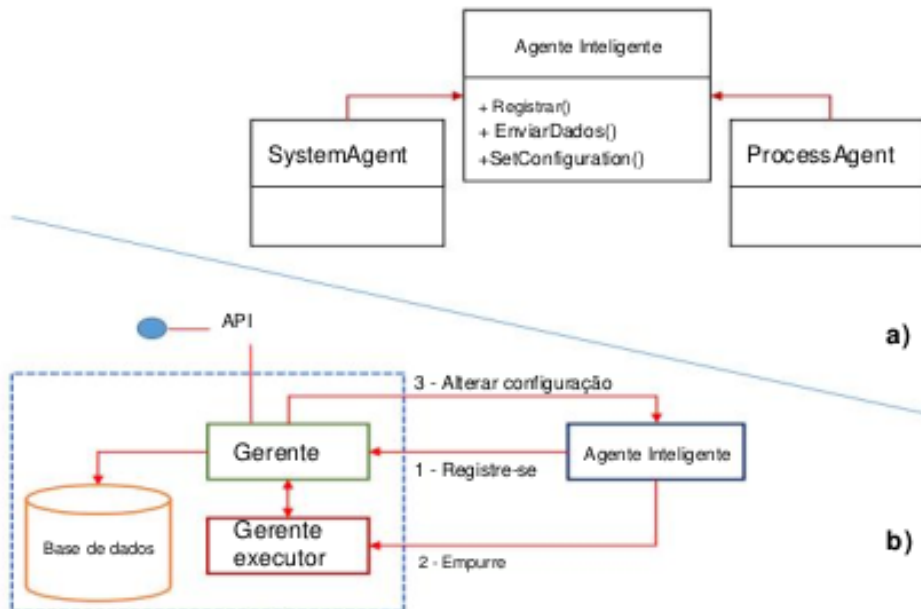 Agente Inteligente
+ Registrar()
+ EnviarDados()
+SetConfiguration()
SystemAgent
ProcessAgent
a)
API
3 - Alterar configuração
Gerente
1 - Registre-se
Agente Inteligente
Base de dados
Gerente
executor
2 - Empurre
b)